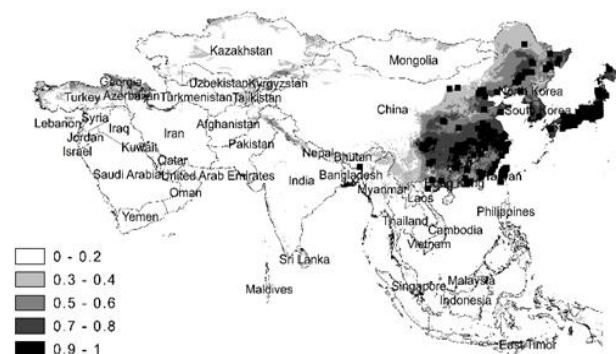 Kazakhstan
Mongolia
Georgia
Uzbekistan
Kyrgyzstan
North Korea
Turkey
Azerbaijan
Turkmenistan
Tajikistan
China
South Korea
Syria
Lebanon
Iraq
Iran
Afghanistan
Jordan
Israel
Kuwait
Pakistan
Nepal
Bhutan
Qatar
Saudi Arabia
United Arab Emirates
India
Bangladesh
Myanmar
Oman
Laos
Yemen
Thailand
Philippines
Cambodia
Vietnam
Sri Lanka
Maldives
Malaysia
Singapore
Indonesia
East Timor
0 - 0.2
0.3 - 0.4
0.5 - 0.6
0.7 - 0.8
0.9 - 1